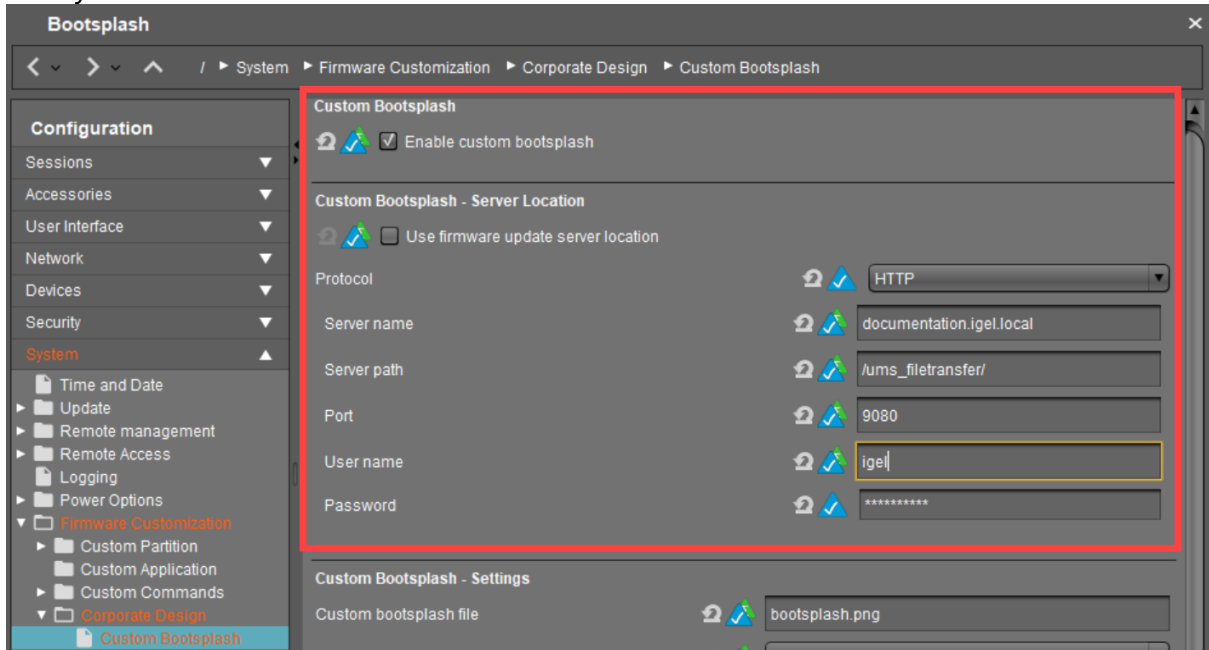 Bootsplash
/ System Firmware Customization Corporate Design Custom Bootsplash
Configuration
Sessions
Accessories
User Interface
Network
Devices
Security
System
Time and Date
Update
Remote management
Remote Access
Logging
Power Options
Firmware Customization
Custom Partition
Custom Application
Custom Commands
Corporate Design
Custom Bootsplash
Custom Bootsplash
Enable custom bootsplash
Custom Bootsplash - Server Location
Use firmware update server location
Protocol HTTP
Server name documentation.igel.local
Server path /ums_filetransfer/
Port 9080
User name igel
Password **********
Custom Bootsplash - Settings
Custom bootsplash file bootsplash.png